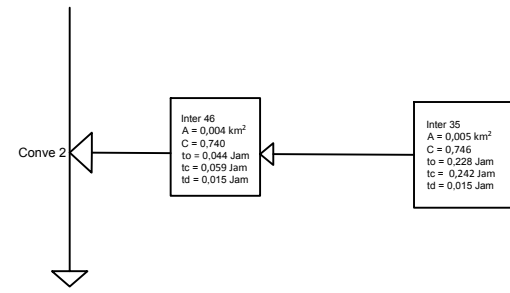 Conve 2
Inter 46
A = 0,004 km²
C = 0,740
to = 0,044 Jam
tc = 0,059 Jam
td = 0,015 Jam
Inter 35
A = 0,005 km²
C = 0,746
to = 0,228 Jam
tc =  0,242 Jam
td = 0,015 Jam